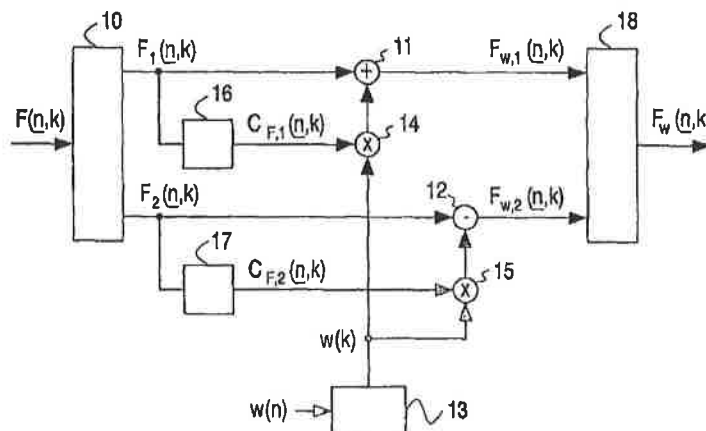 10
18
F₁(n,k)
11
F_w,1(n,k)
16
F(n,k)
C_F,1(n,k)
14
F_w(n,k)
F₂(n,k)
12
F_w,2(n,k)
17
C_F,2(n,k)
15
w(k)
w(n)
13